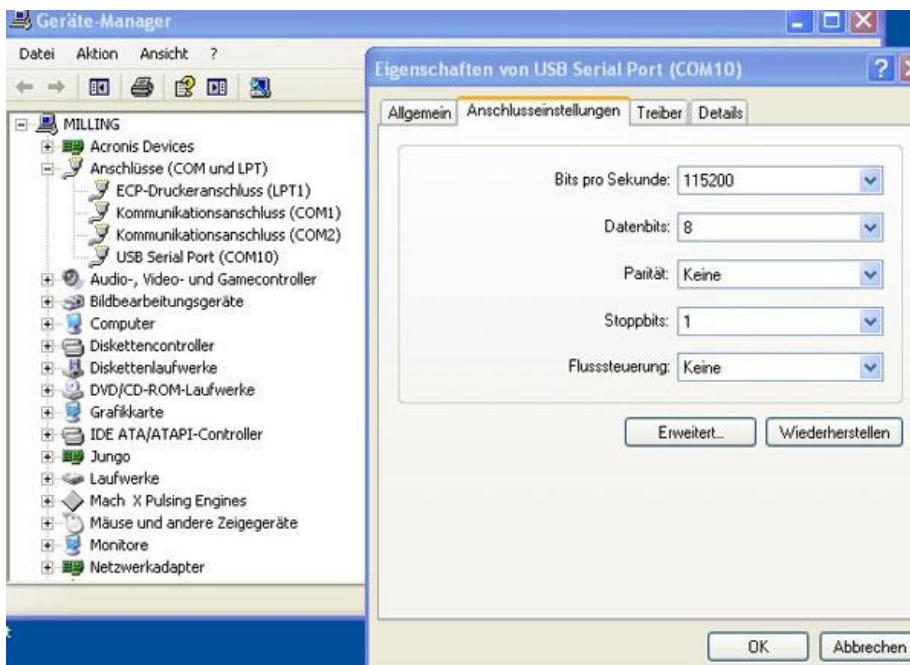 Geräte-Manager
Datei Aktion Ansicht ?
MILLING
Acronis Devices
Anschlüsse (COM und LPT)
ECP-Druckeranschluss (LPT1)
Kommunikationsanschluss (COM1)
Kommunikationsanschluss (COM2)
USB Serial Port (COM10)
Audio-, Video- und Gamecontroller
Bildbearbeitungsgeräte
Computer
Diskettencontroller
Diskettenlaufwerke
DVD/CD-ROM-Laufwerke
Grafikkarte
IDE ATA/ATAPI-Controller
Jungo
Laufwerke
Mach X Pulsing Engines
Mäuse und andere Zeigegeräte
Monitore
Netzwerkadapter
t
Eigenschaften von USB Serial Port (COM10)
Allgemein Anschlusseinstellungen Treiber Details
Bits pro Sekunde: 115200
Datenbits: 8
Parität: Keine
Stoppbits: 1
Flusssteuerung: Keine
Erweitert... Wiederherstellen
OK Abbrechen